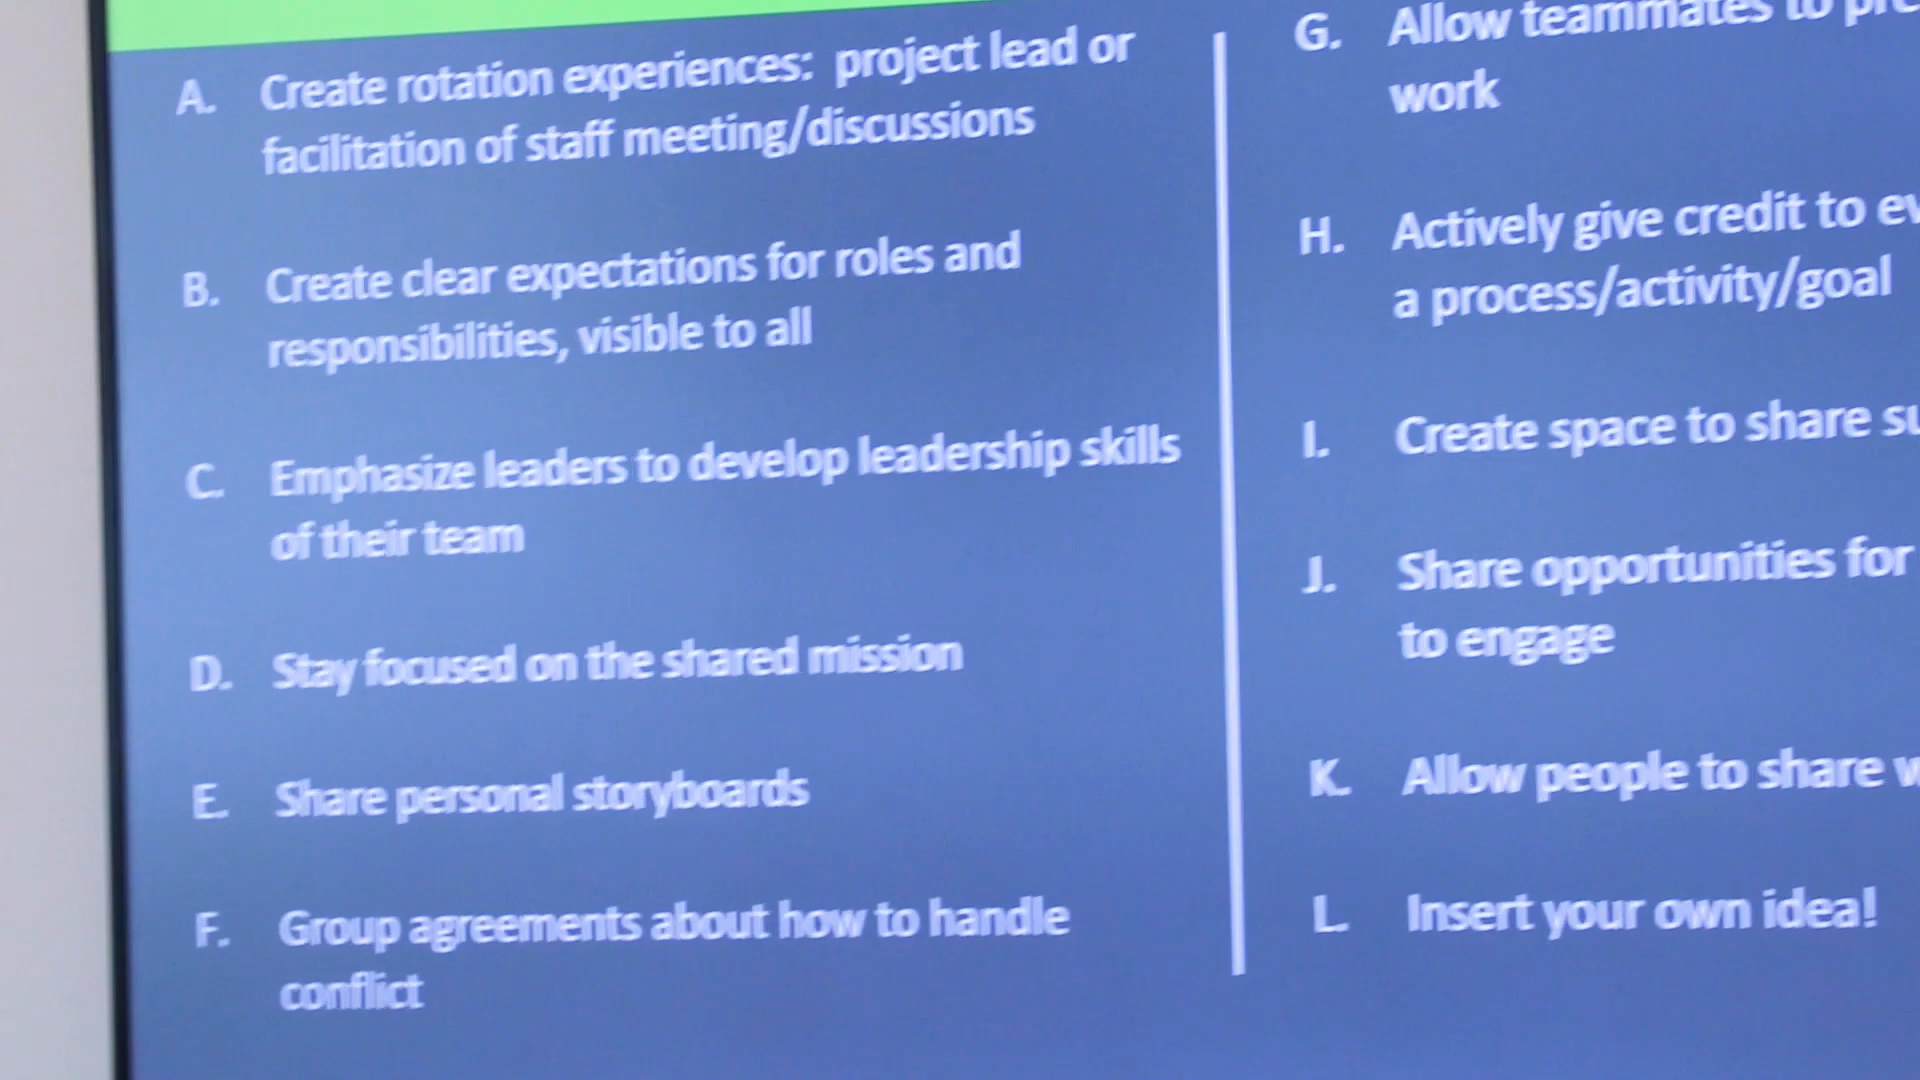 A. Create rotation experiences: project lead or
facilitation of staff meeting/discussions
B. Create clear expectations for roles and
responsibilities, visible to all
C. Emphasize leaders to develop leadership skills
of their team
D. Stay focused on the shared mission
E. Share personal storyboards
F. Group agreements about how to handle
conflict
G. Allow teammates to
work
H. Actively give credit to
a process/activity/goal
I. Create space to share
J. Share opportunities for
to engage
K. Allow people to share
L. Insert your own idea!